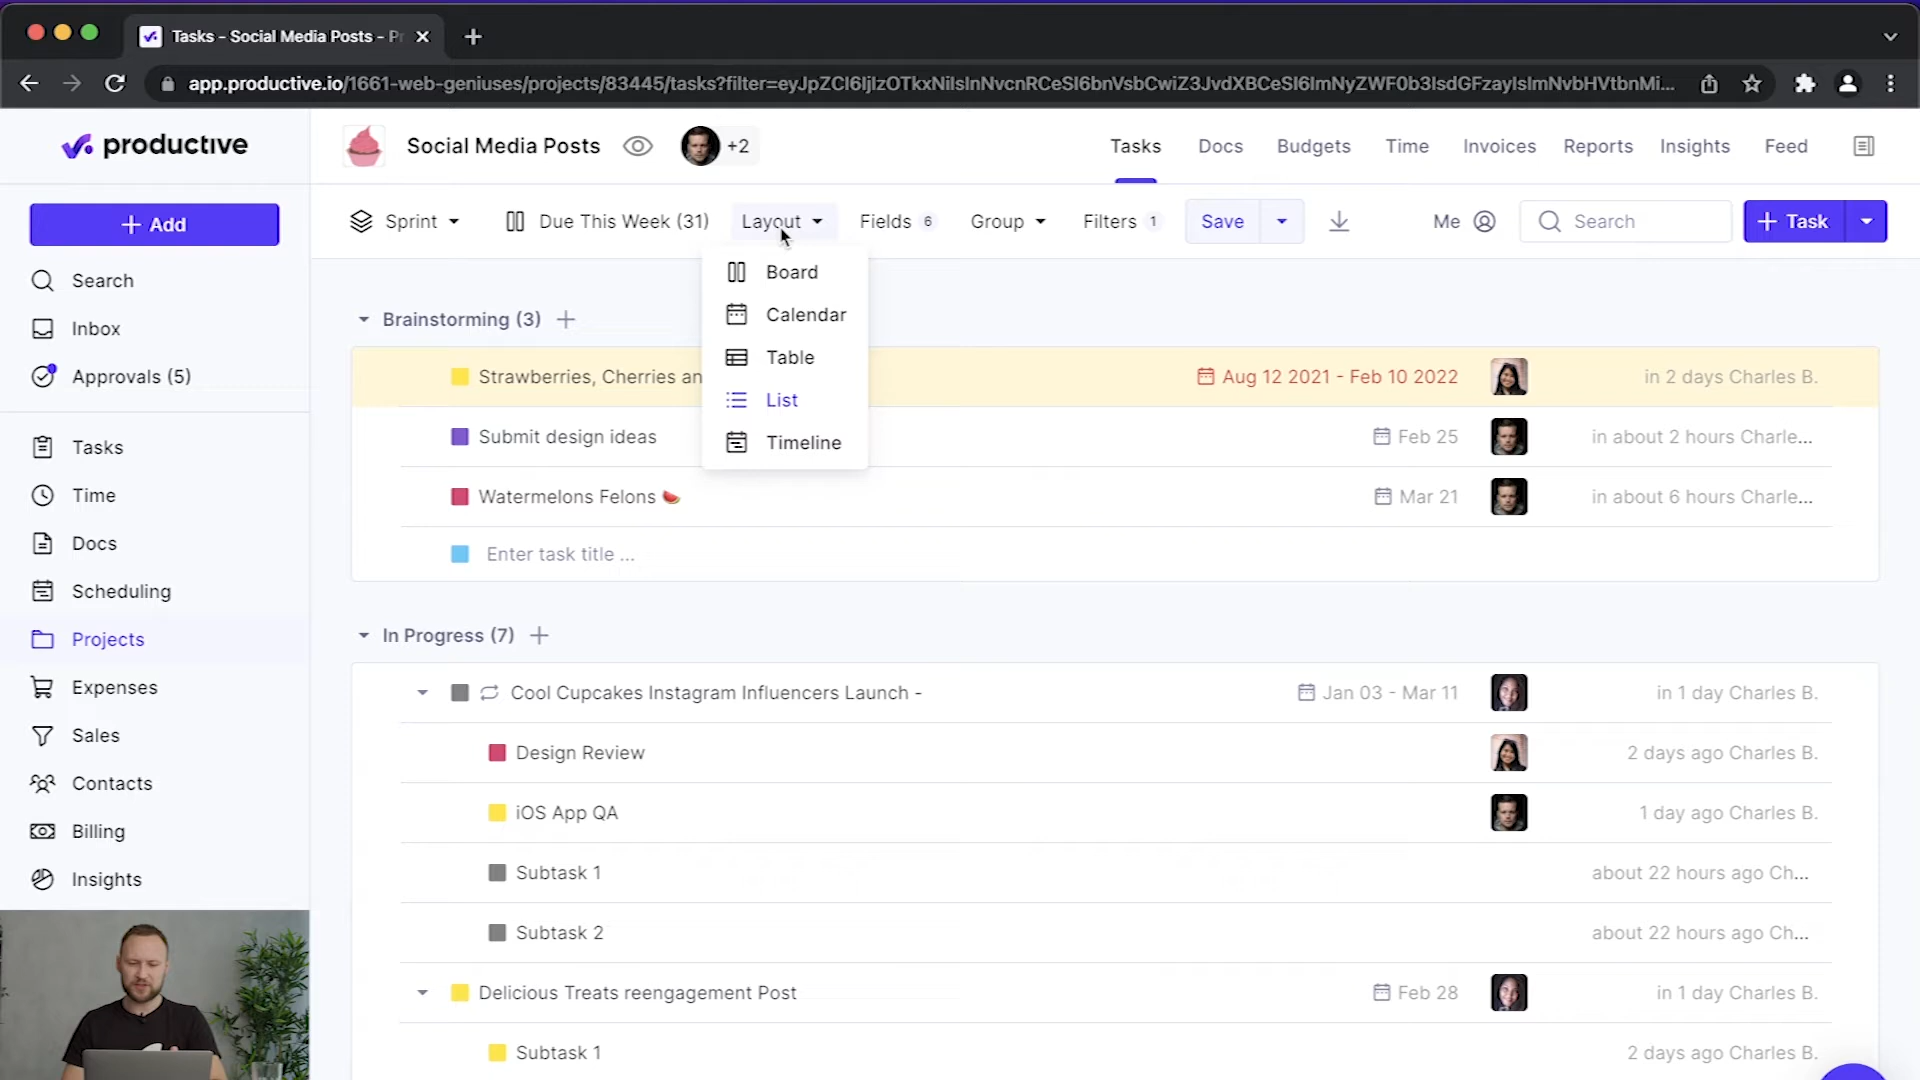 Tasks - Social Media Posts - Pr
app.productive.io/1661-web-geniuses/projects/83445/tasks?filter=eyJpZCI6IjIzOTkxNiIsInNvcnRCeSI6bnVsbCwiZ3JvdXBCeSI6ImNyZWF0b3IsdGFzayIsImNvbHVtbnMi...
productive
Social Media Posts
+2
Tasks
Docs
Budgets
Time
Invoices
Reports
Insights
Feed
Add
Search
Inbox
Approvals (5)
Tasks
Time
Docs
Scheduling
Projects
Expenses
Sales
Contacts
Billing
Insights
Sprint
Due This Week (31)
Layout
Fields 6
Group
Filters 1
Save
Me
Search
Task
Board
Calendar
Table
List
Timeline
Brainstorming (3)
Strawberries, Cherries an
Aug 12 2021 - Feb 10 2022
in 2 days Charles B.
Submit design ideas
Feb 25
in about 2 hours Charle...
Watermelons Felons 🍉
Mar 21
in about 6 hours Charle...
Enter task title ...
In Progress (7)
Cool Cupcakes Instagram Influencers Launch -
Jan 03 - Mar 11
in 1 day Charles B.
Design Review
2 days ago Charles B.
iOS App QA
1 day ago Charles B.
Subtask 1
about 22 hours ago Ch...
Subtask 2
about 22 hours ago Ch...
Delicious Treats reengagement Post
Feb 28
in 1 day Charles B.
Subtask 1
2 days ago Charles B.